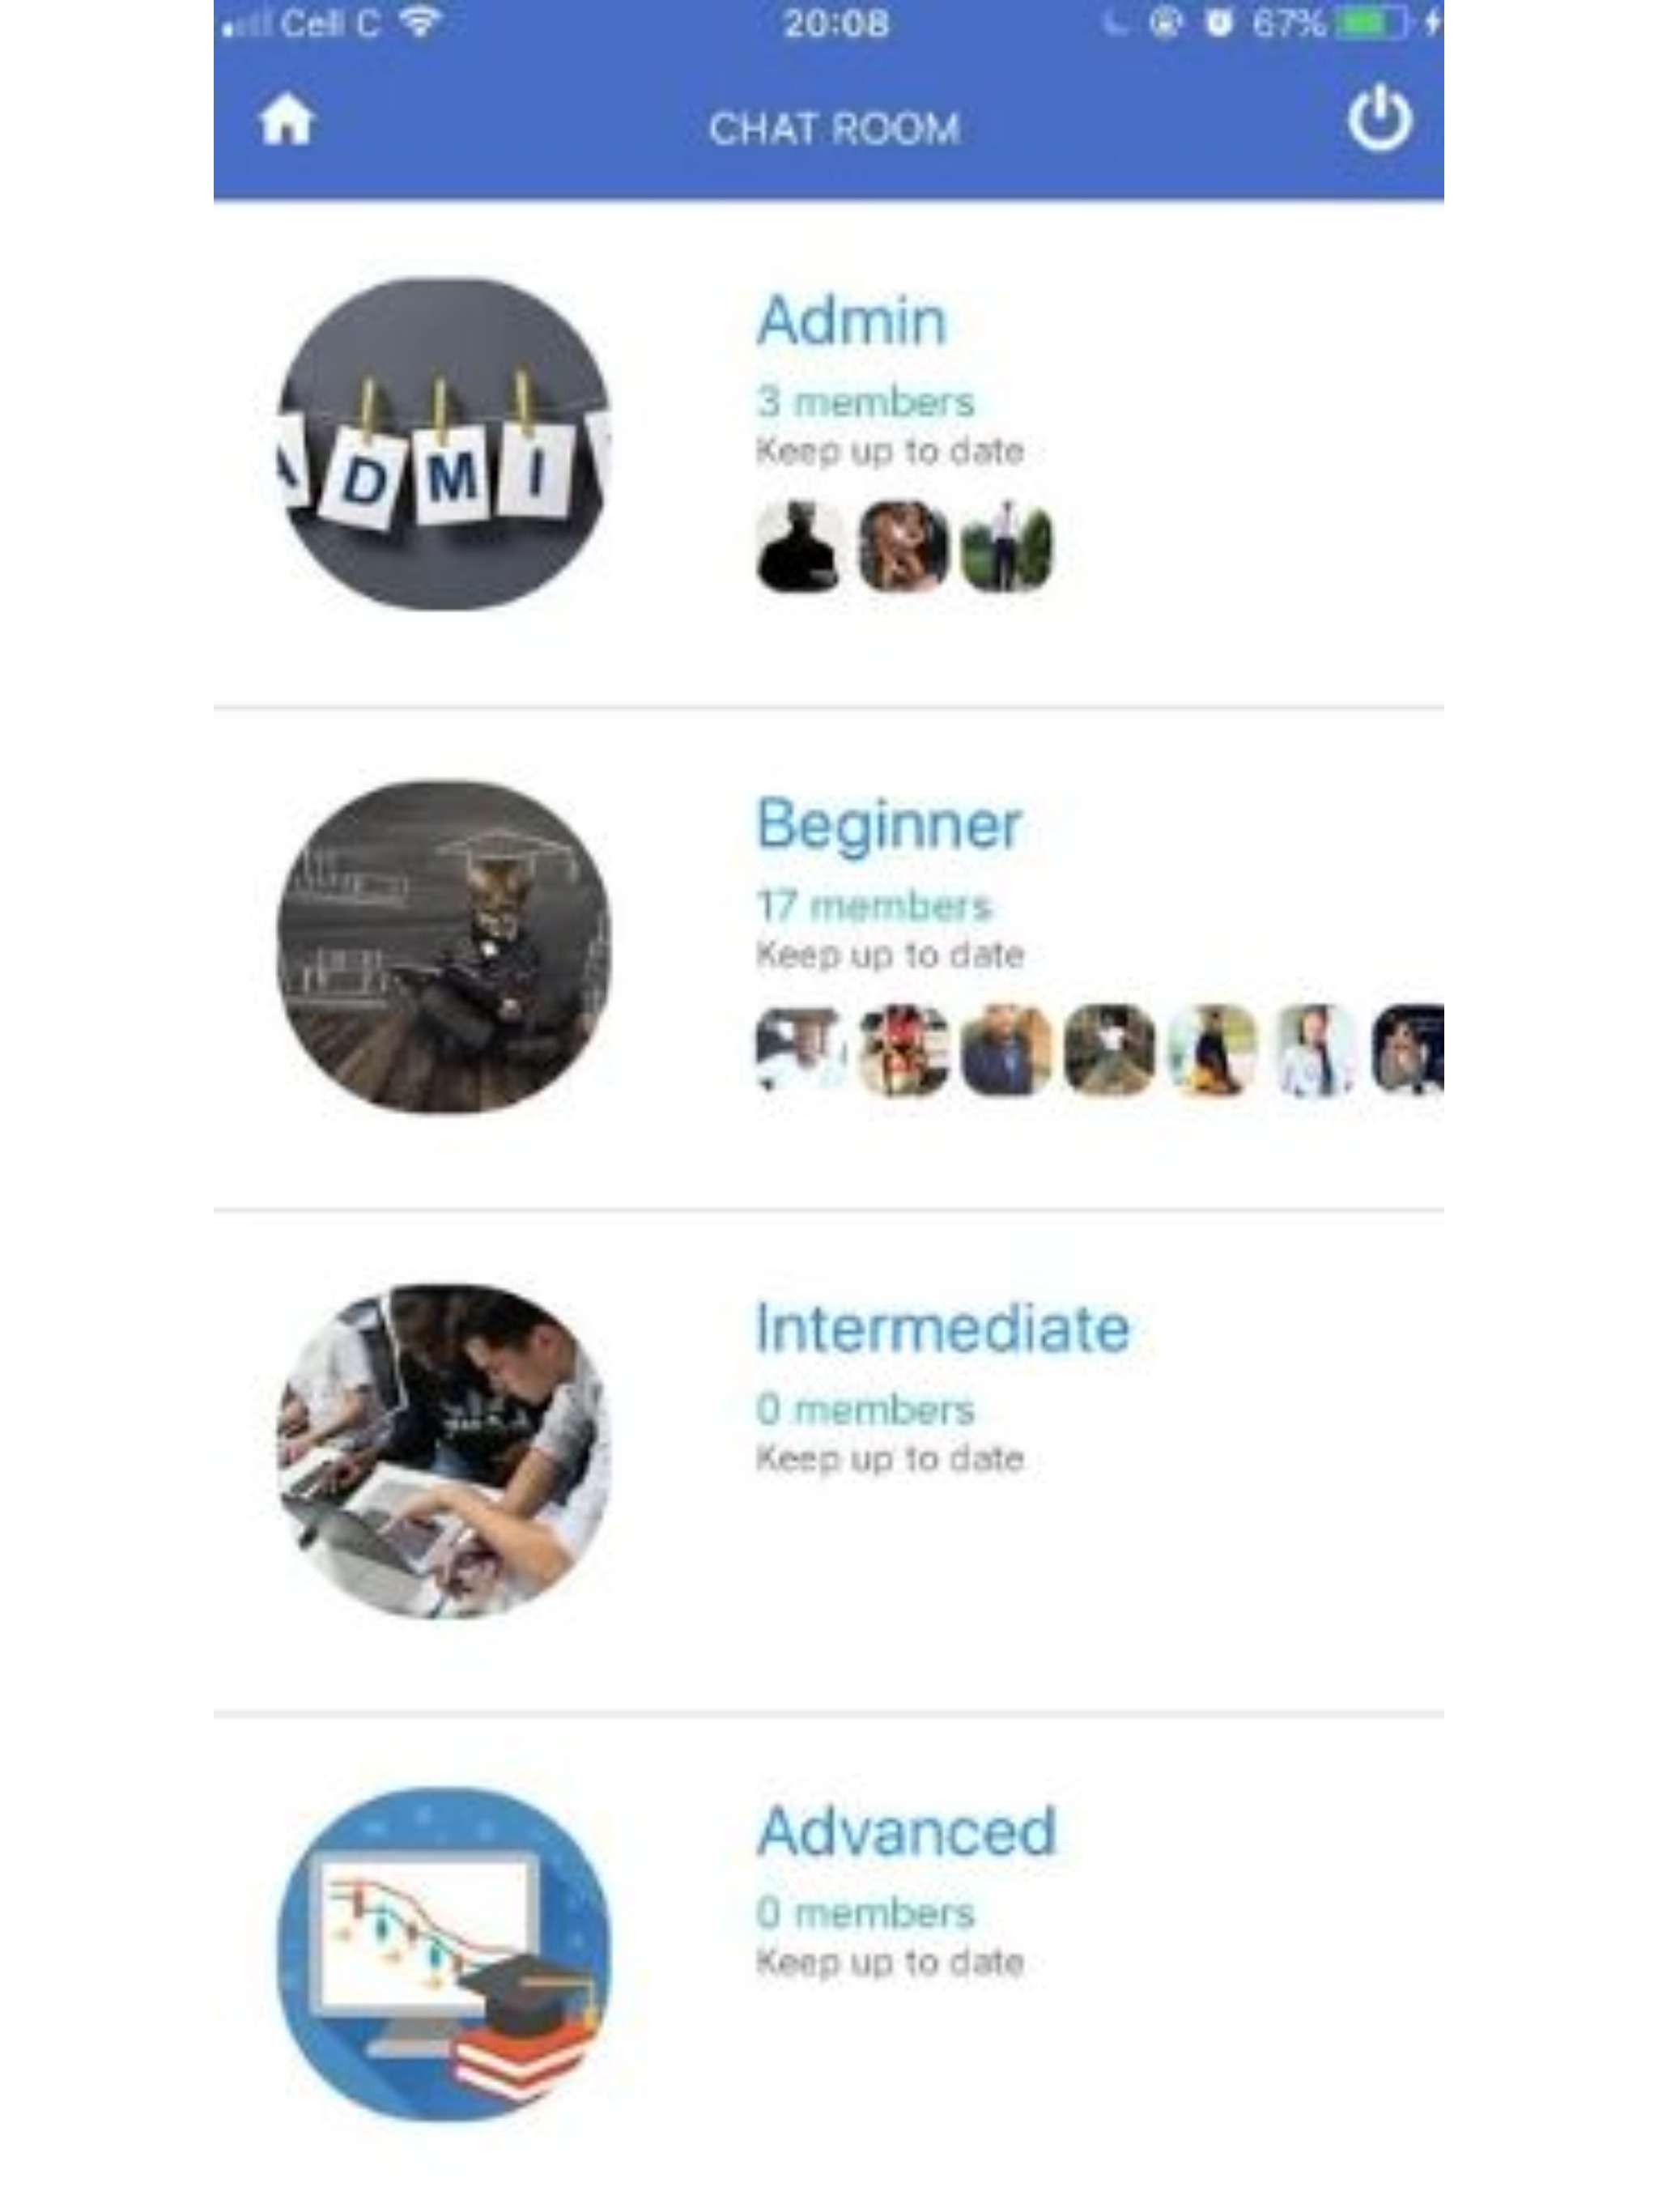 Cell C 20:08 67%
CHAT ROOM
ADMI
Admin
3 members
Keep up to date
Beginner
17 members
Keep up to date
Intermediate
0 members
Keep up to date
Advanced
0 members
Keep up to date